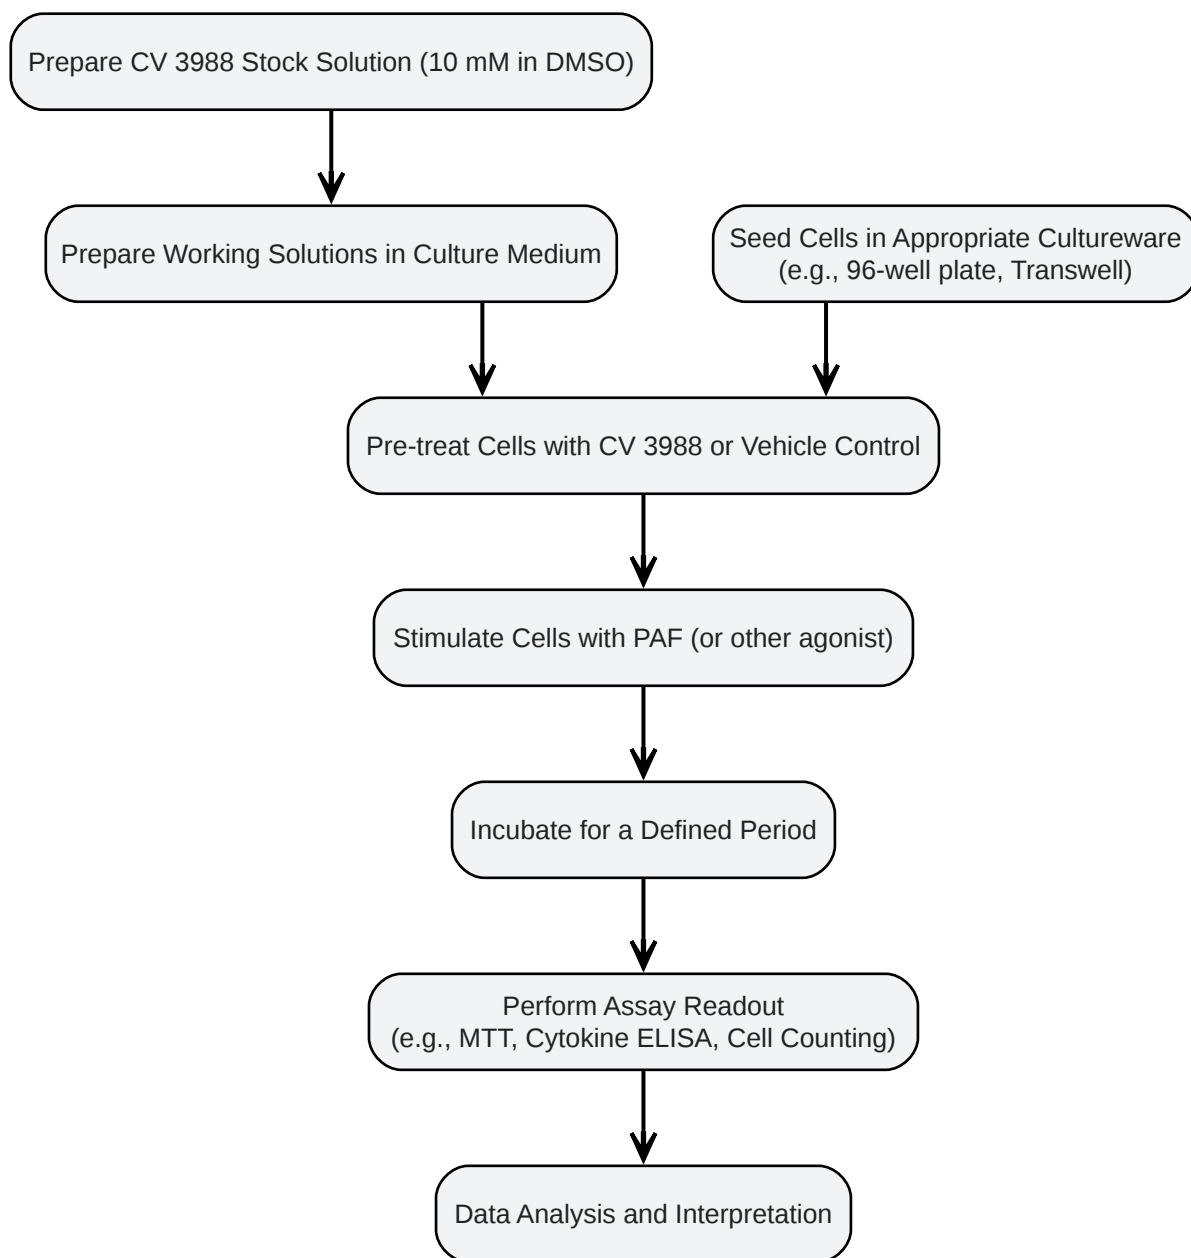 Prepare CV 3988 Stock Solution (10 mM in DMSO)
Prepare Working Solutions in Culture Medium
Seed Cells in Appropriate Cultureware
(e.g., 96-well plate, Transwell)
Pre-treat Cells with CV 3988 or Vehicle Control
Stimulate Cells with PAF (or other agonist)
Incubate for a Defined Period
Perform Assay Readout
(e.g., MTT, Cytokine ELISA, Cell Counting)
Data Analysis and Interpretation